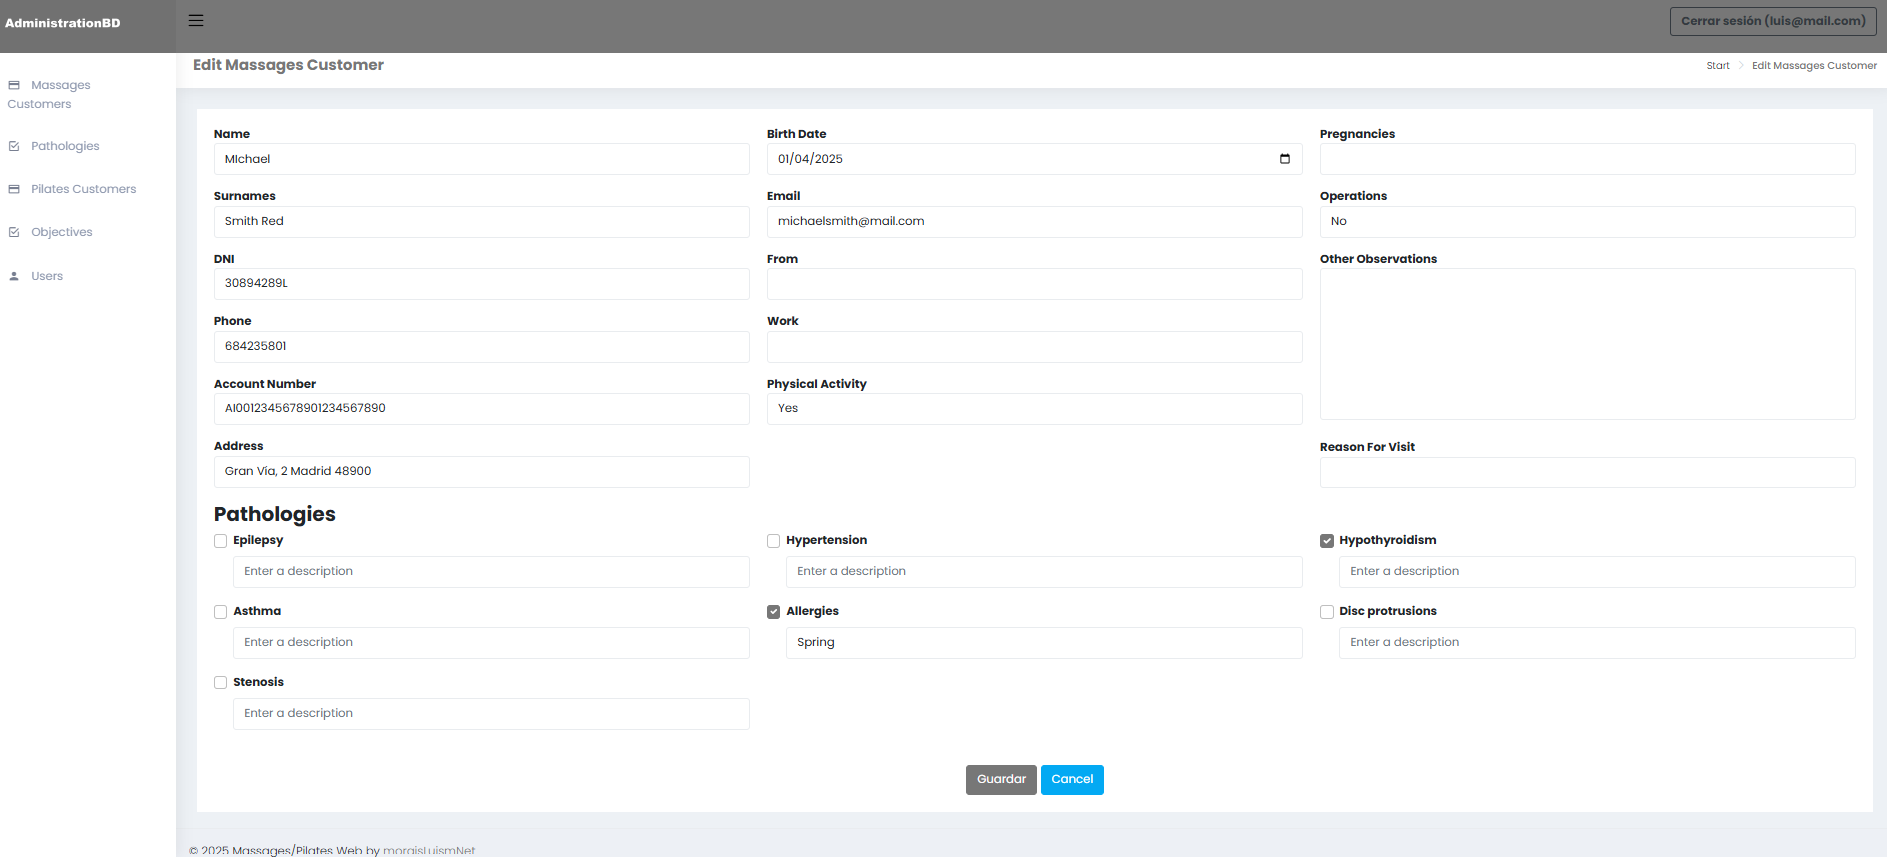 AdministrationBD
Cerrar sesión (luis@mail.com)
Massages
Customers
Pathologies
Pilates Customers
Objectives
Users
Edit Massages Customer
Start
Edit Massages Customer
Name
MIchael
Surnames
Smith Red
DNI
30894289L
Phone
684235801
Account Number
AI0012345678901234567890
Address
Gran Vía, 2 Madrid 48900
Birth Date
01/04/2025
Email
michaelsmith@mail.com
From
Work
Physical Activity
Yes
Pregnancies
Operations
No
Other Observations
Reason For Visit
Pathologies
Epilepsy
Enter a description
Hypertension
Enter a description
Hypothyroidism
Enter a description
Asthma
Enter a description
Allergies
Spring
Disc protrusions
Enter a description
Stenosis
Enter a description
Guardar
Cancel
© 2025 Massages/Pilates Web by moraisLuismNet